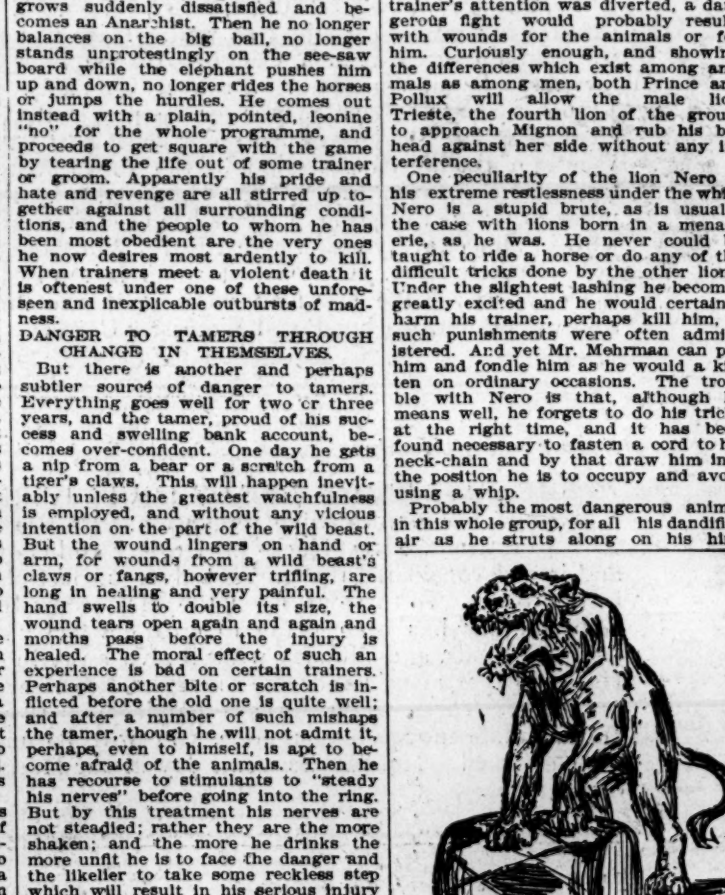 grows suddenly dissatisfied and be-
comes an Anarchist. Then he no longer
balances on the big ball, no longer
stands unprotestingly on the see-saw
board while the elephant pushes him
up and down, no longer rides the horses
or jumps the hurdles. He comes out
instead with a plain, pointed, leonine
"no" for the whole programme, and
proceeds to get square with the game
by tearing the life out of some trainer
or groom. Apparently his pride and
hate and revenge are all stirred up to-
gether against all surrounding condi-
tions, and the people to whom he has
been most obedient are the very ones
he now desires most ardently to kill.
When trainers meet a violent death it
is oftenest under one of these unfore-
seen and inexplicable outbursts of mad-
ness.
DANGER TO TAMERS THROUGH
CHANGE IN THEMSELVES.
But there is another and perhaps
subtler source of danger to tamers.
Everything goes well for two or three
years, and the tamer, proud of his suc-
cess and swelling bank account, be-
comes over-confident. One day he gets
a nip from a bear or a scratch from a
tiger's claws. This will happen inevit-
ably unless the greatest watchfulness
is employed, and without any vicious
intention on the part of the wild beast.
But the wound lingers on hand or
arm, for wounds from a wild beast's
claws or fangs, however trifling, are
long in healing and very painful. The
hand swells to double its size, the
wound tears open again and again and
months pass before the injury is
healed. The moral effect of such an
experience is bad on certain trainers.
Perhaps another bite or scratch is in-
flicted before the old one is quite well;
and after a number of such mishaps
the tamer, though he will not admit it,
perhaps, even to himself, is apt to be-
come afraid of the animals. Then he
has recourse to stimulants to "steady
his nerves" before going into the ring.
But by this treatment his nerves are
not steadied; rather they are the more
shaken; and the more he drinks the
more unfit he is to face the danger and
the likelier to take some reckless step
which will result in his serious injury
trainer's attention was diverted, a dan
gerous fight would probably resu
with wounds for the animals or f
him. Curiously enough, and showin
the differences which exist among an
mals as among men, both Prince an
Pollux will allow the male li
Trieste, the fourth lion of the grou
to approach Mignon and rub his b
head against her side without any i
terference.
One peculiarity of the lion Nero
his extreme restlessness under the whi
Nero is a stupid brute, as is usual
the case with lions born in a mena
erie, as he was. He never could
taught to ride a horse or do any of t
difficult tricks done by the other lion
Under the slightest lashing he becom
greatly excited and he would certain
harm his trainer, perhaps kill him,
such punishments were often admi
istered. And yet Mr. Mehrman can p
him and fondle him as he would a ki
ten on ordinary occasions. The trou
ble with Nero is that, although
means well, he forgets to do his tric
at the right time, and it has be
found necessary to fasten a cord to h
neck-chain and by that draw him in
the position he is to occupy and avo
using a whip.
Probably the most dangerous anim
in this whole group, for all his dandifi
air as he struts along on his hi